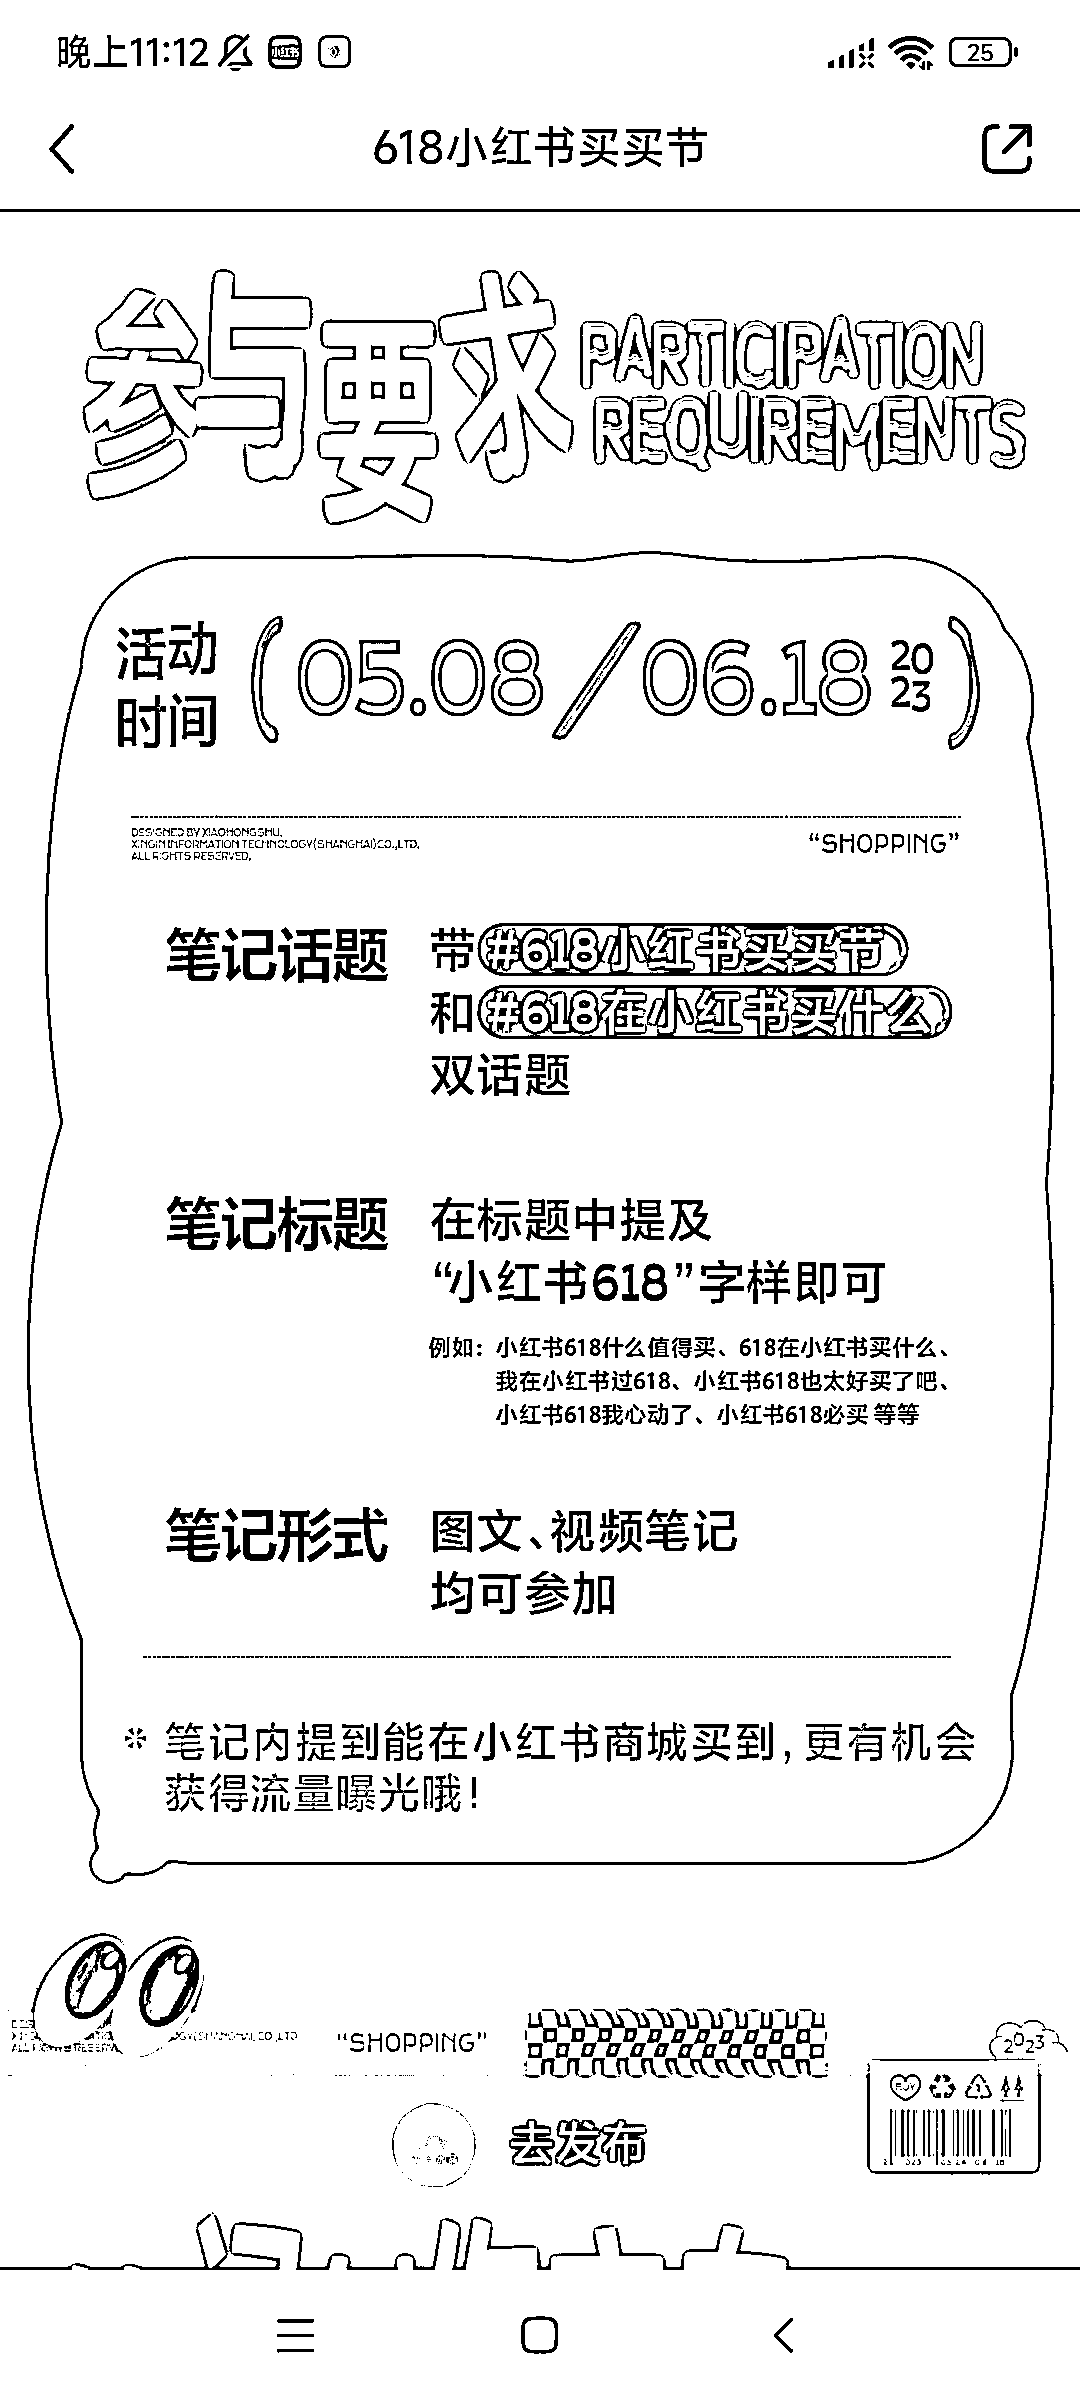 晚上11:12
25
618小红书买买节
参与要求
PARTICIPATION
REQUIREMENTS
活动
时间
(05.08/06.18 2023)
DESIGNED BY XIAOHONGSHU,
XINGIN INFORMATION TECHNOLOGY(SHANGHAI)CO.,LTD.
ALL RIGHTS RESERVED,
“SHOPPING”
笔记话题
带#618小红书买买节
和#618在小红书买什么
双话题
笔记标题
在标题中提及
“小红书618”字样即可
例如：小红书618什么值得买、618在小红书买什么、
我在小红书过618、小红书618也太好买了吧、
小红书618我心动了、小红书618必买 等等
笔记形式
图文、视频笔记
均可参加
* 笔记内提到能在小红书商城买到，更有机会
获得流量曝光哦！
“SHOPPING”
2023
BUY
去发布